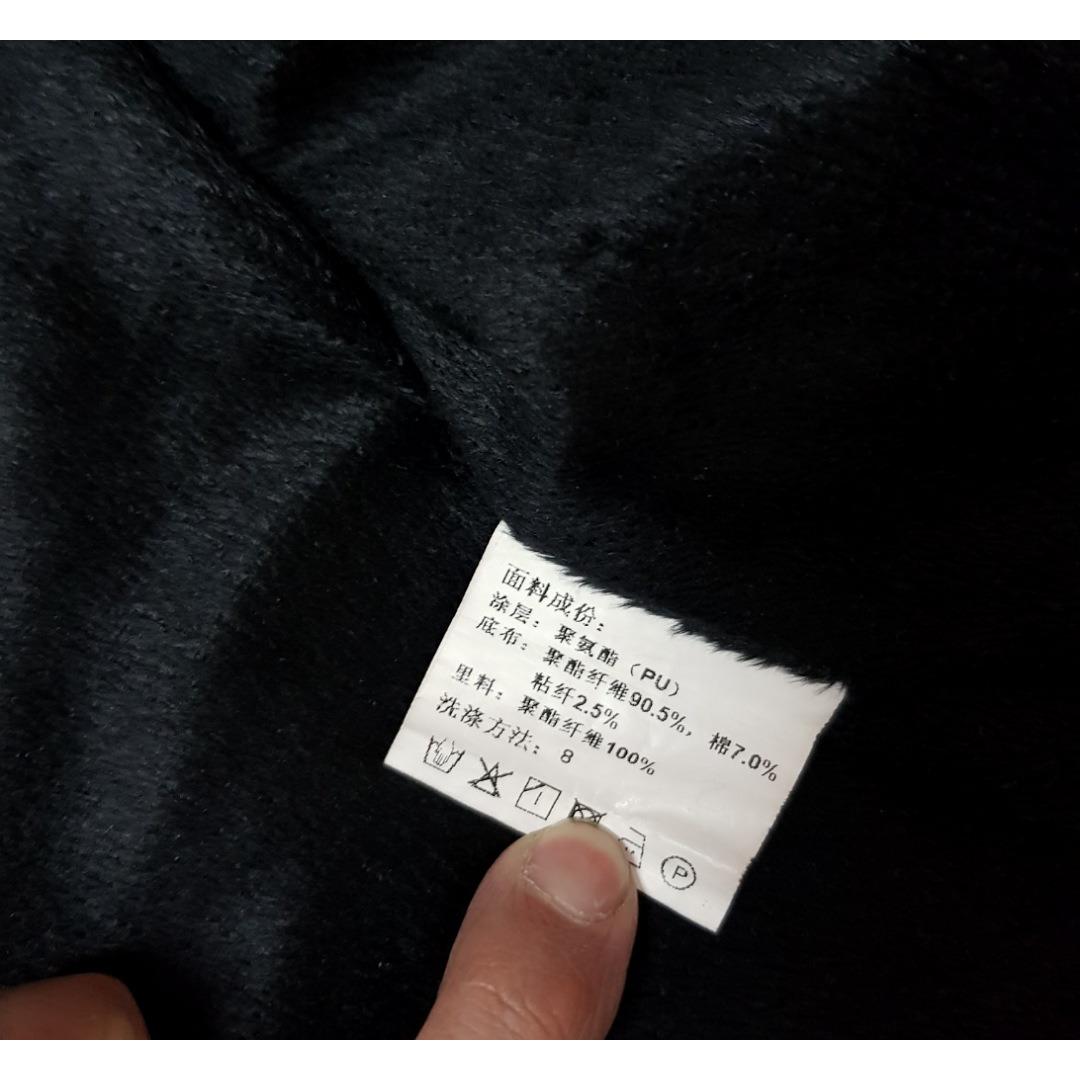 面料成份:
涂层: 聚氨酯 (PU)
底布: 聚酯纤维90.5%, 棉7.0%
粘纤2.5%
里料: 聚酯纤维100%
洗涤方法: 8
P